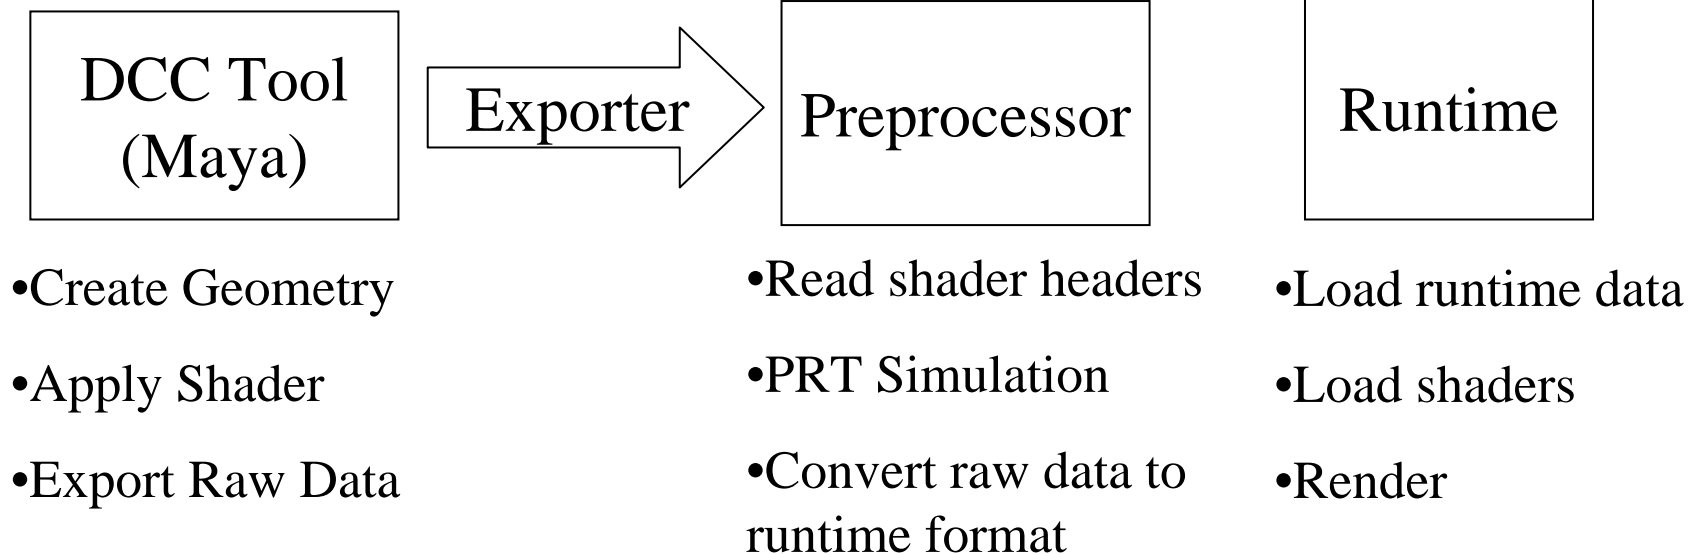 DCC Tool
(Maya)
Exporter
Preprocessor
Runtime
•Create Geometry
•Apply Shader
•Export Raw Data
•Read shader headers
•PRT Simulation
•Convert raw data to
runtime format
•Load runtime data
•Load shaders
•Render